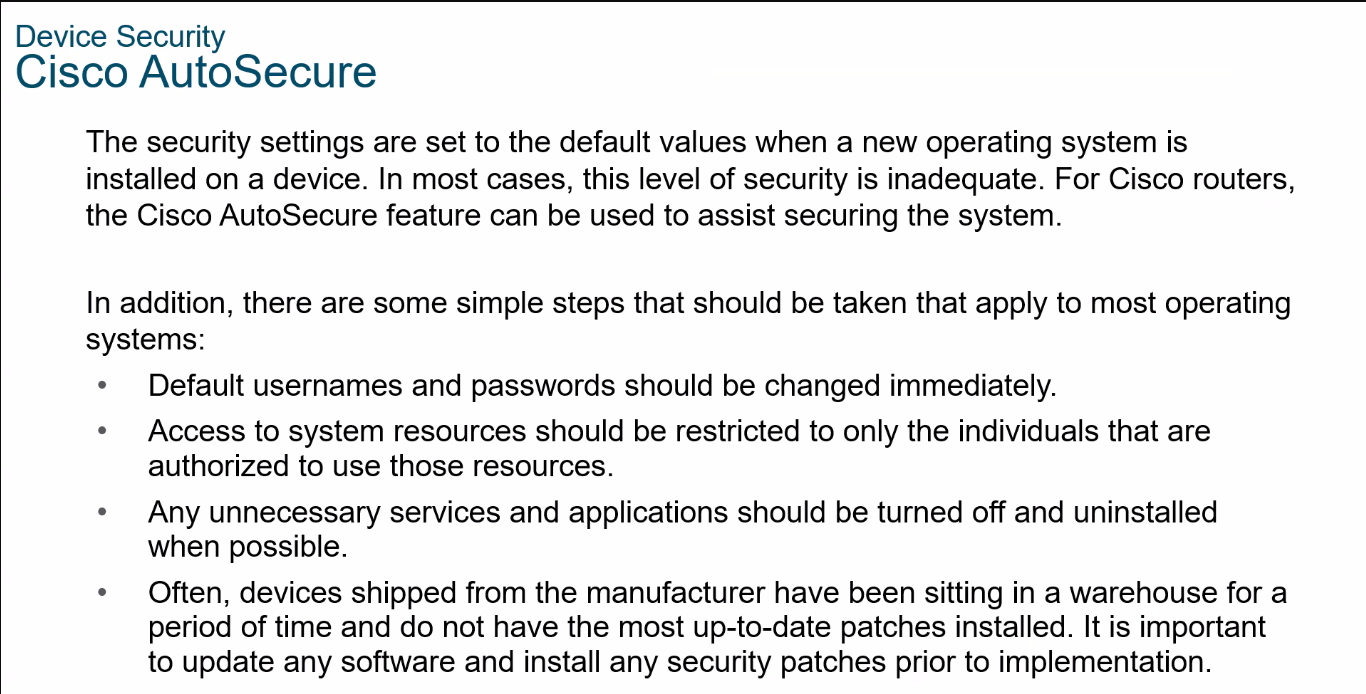 Device Security
Cisco AutoSecure
The security settings are set to the default values when a new operating system is
installed on a device. In most cases, this level of security is inadequate. For Cisco routers,
the Cisco AutoSecure feature can be used to assist securing the system.
In addition, there are some simple steps that should be taken that apply to most operating
systems:
• Default usernames and passwords should be changed immediately.
• Access to system resources should be restricted to only the individuals that are
authorized to use those resources.
• Any unnecessary services and applications should be turned off and uninstalled
when possible.
• Often, devices shipped from the manufacturer have been sitting in a warehouse for a
period of time and do not have the most up-to-date patches installed. It is important
to update any software and install any security patches prior to implementation.